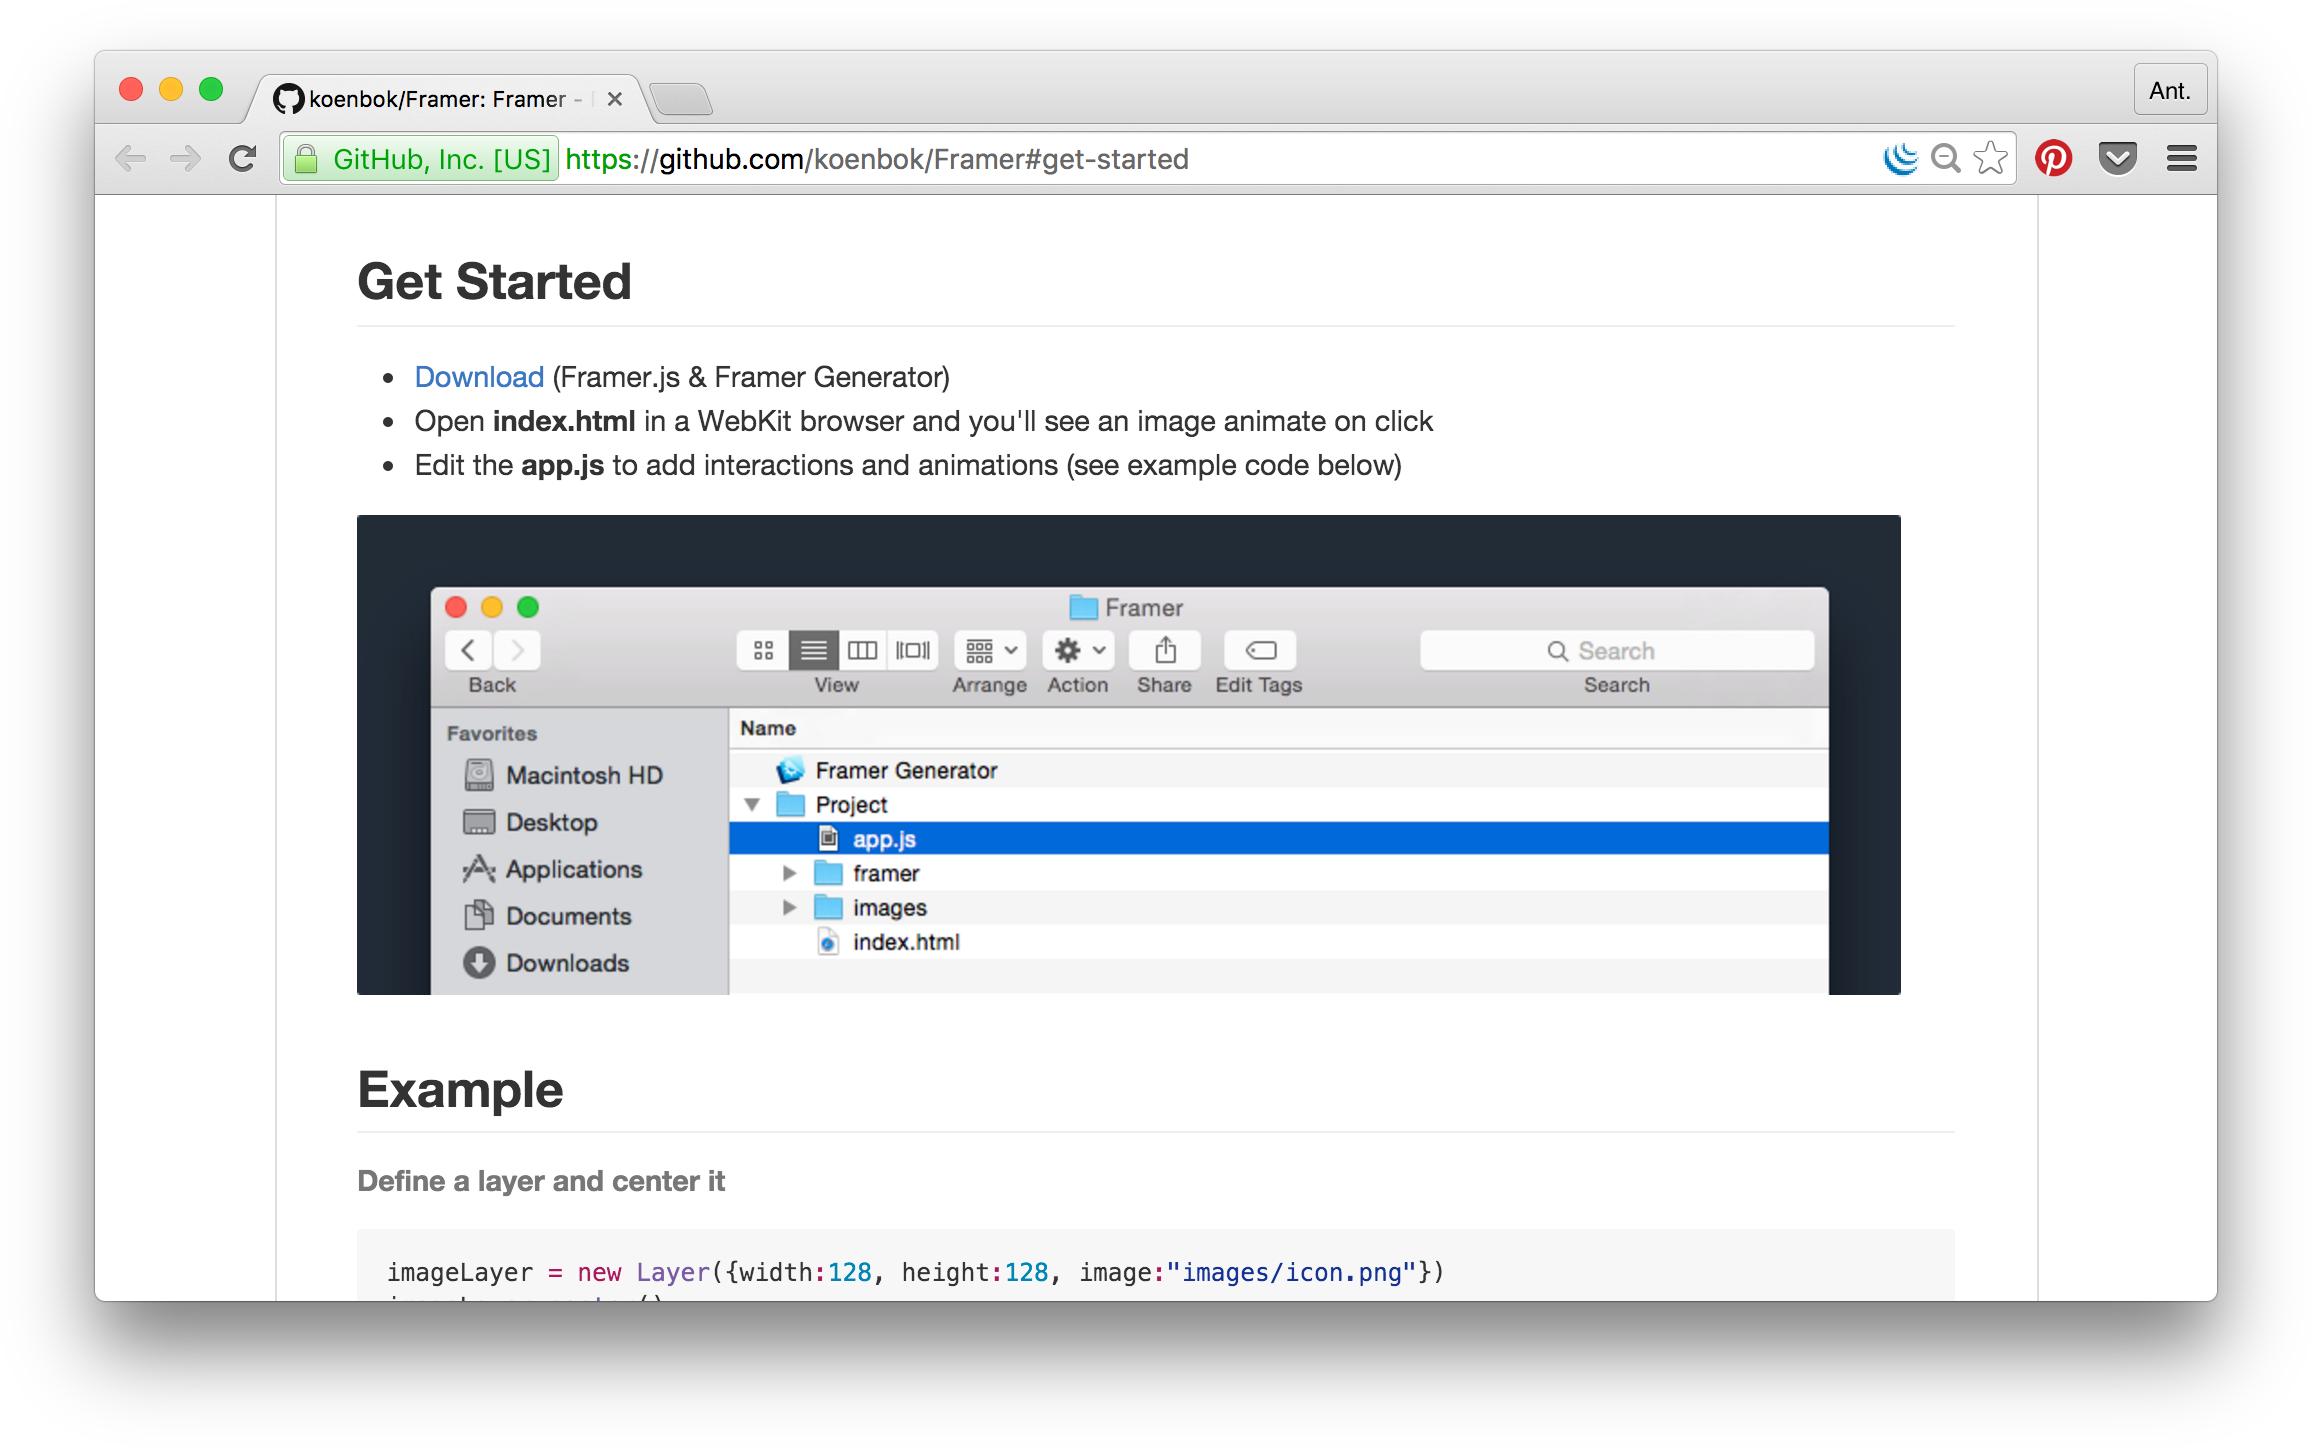 koenbok/Framer: Framer -
Ant.
GitHub, Inc. [US] https://github.com/koenbok/Framer#get-started
Get Started
Download (Framer.js & Framer Generator)
Open index.html in a WebKit browser and you'll see an image animate on click
Edit the app.js to add interactions and animations (see example code below)
Framer
Search
Back View Arrange Action Share Edit Tags Search
Favorites
Macintosh HD
Desktop
Applications
Documents
Downloads
Name
Framer Generator
Project
app.js
framer
images
index.html
Example
Define a layer and center it
imageLayer = new Layer({width:128, height:128, image:"images/icon.png"})